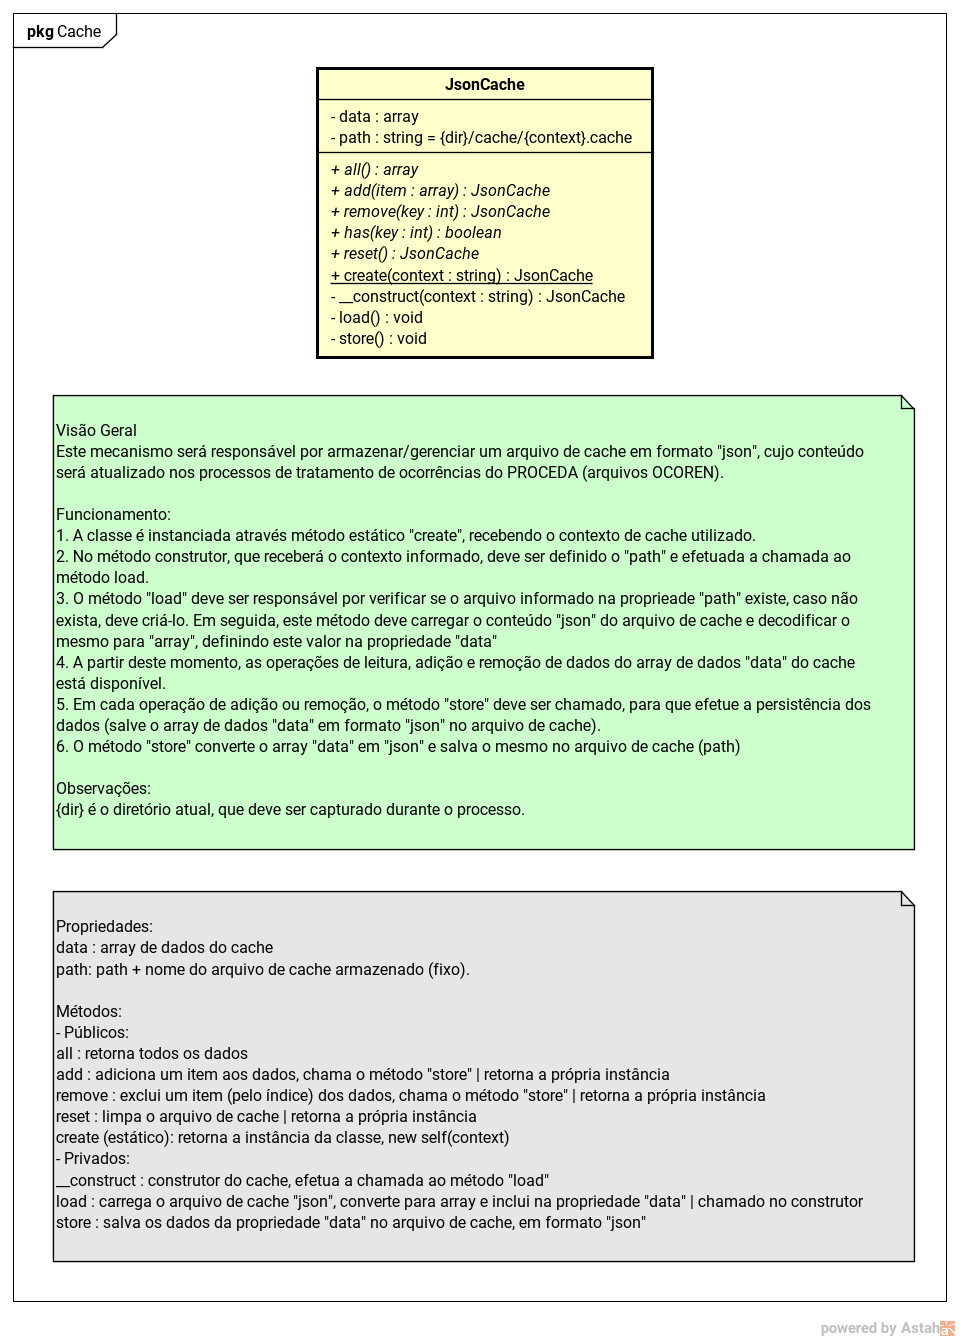 pkg Cache
JsonCache
- data : array
- path : string = {dir}/cache/{context}.cache
+ all() : array
+ add(item : array) : JsonCache
+ remove(key : int) : JsonCache
+ has(key : int) : boolean
+ reset() : JsonCache
+ create(context : string) : JsonCache
- __construct(context : string) : JsonCache
- load() : void
- store() : void
Visão Geral
Este mecanismo será responsável por armazenar/gerenciar um arquivo de cache em formato "json", cujo conteúdo
será atualizado nos processos de tratamento de ocorrências do PROCEDA (arquivos OCOREN).
Funcionamento:
1. A classe é instanciada através método estático "create", recebendo o contexto de cache utilizado.
2. No método construtor, que receberá o contexto informado, deve ser definido o "path" e efetuada a chamada ao
método load.
3. O método "load" deve ser responsável por verificar se o arquivo informado na proprieade "path" existe, caso não
exista, deve criá-lo. Em seguida, este método deve carregar o conteúdo "json" do arquivo de cache e decodificar o
mesmo para "array", definindo este valor na propriedade "data"
4. A partir deste momento, as operações de leitura, adição e remoção de dados do array de dados "data" do cache
está disponível.
5. Em cada operação de adição ou remoção, o método "store" deve ser chamado, para que efetue a persistência dos
dados (salve o array de dados "data" em formato "json" no arquivo de cache).
6. O método "store" converte o array "data" em "json" e salva o mesmo no arquivo de cache (path)
Observações:
{dir} é o diretório atual, que deve ser capturado durante o processo.
Propriedades:
data : array de dados do cache
path: path + nome do arquivo de cache armazenado (fixo).
Métodos:
- Públicos:
all : retorna todos os dados
add : adiciona um item aos dados, chama o método "store" | retorna a própria instância
remove : exclui um item (pelo índice) dos dados, chama o método "store" | retorna a própria instância
reset : limpa o arquivo de cache | retorna a própria instância
create (estático): retorna a instância da classe, new self(context)
- Privados:
__construct : construtor do cache, efetua a chamada ao método "load"
load : carrega o arquivo de cache "json", converte para array e inclui na propriedade "data" | chamado no construtor
store : salva os dados da propriedade "data" no arquivo de cache, em formato "json"
powered by Astah